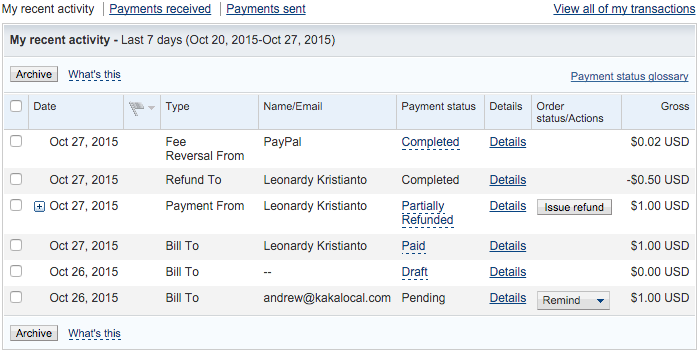 My recent activity | Payments received | Payments sent View all of my transactions
My recent activity - Last 7 days (Oct 20, 2015-Oct 27, 2015)
Archive What's this Payment status glossary
Date Type Name/Email Payment status Details Order status/Actions Gross
Oct 27, 2015 Fee Reversal From PayPal Completed Details $0.02 USD
Oct 27, 2015 Refund To Leonardy Kristianto Completed Details -$0.50 USD
Oct 27, 2015 Payment From Leonardy Kristianto Partially Refunded Details Issue refund $1.00 USD
Oct 27, 2015 Bill To Leonardy Kristianto Paid Details $1.00 USD
Oct 26, 2015 Bill To -- Draft Details $0.00 USD
Oct 26, 2015 Bill To andrew@kakalocal.com Pending Details Remind $1.00 USD
Archive What's this